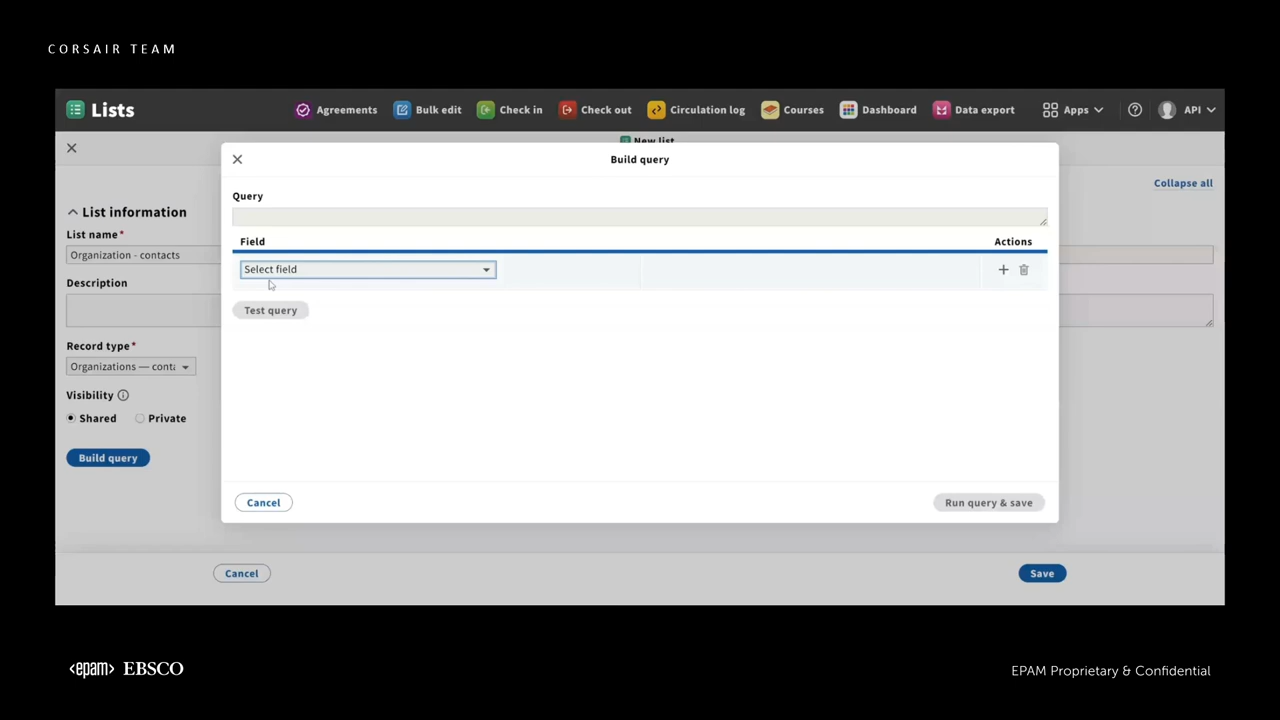 CORSAIR TEAM
Lists
Agreements
Bulk edit
Check in
Check out
Circulation log
Courses
Dashboard
Data export
Apps
API
New list
Build query
Collapse all
List information
List name*
Organization - contacts
Description
Record type*
Organizations — conta
Visibility
Shared
Private
Build query
Query
Field
Actions
Select field
Test query
Cancel
Run query & save
Cancel
Save
<epam> EBSCO
EPAM Proprietary & Confidential